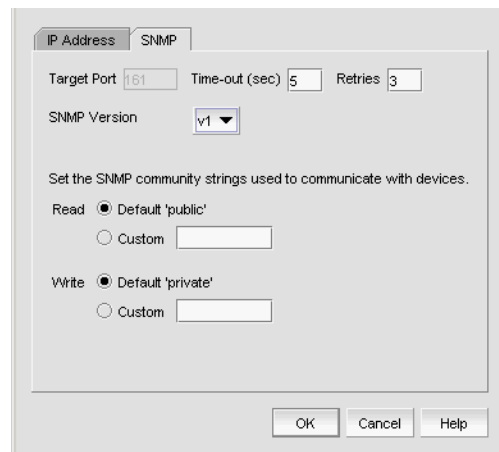 IP Address SNMP
Target Port 161 Time-out (sec) 5 Retries 3
SNMP Version v1
Set the SNMP community strings used to communicate with devices.
Read Default 'public'
Custom
Write Default 'private'
Custom
OK Cancel Help